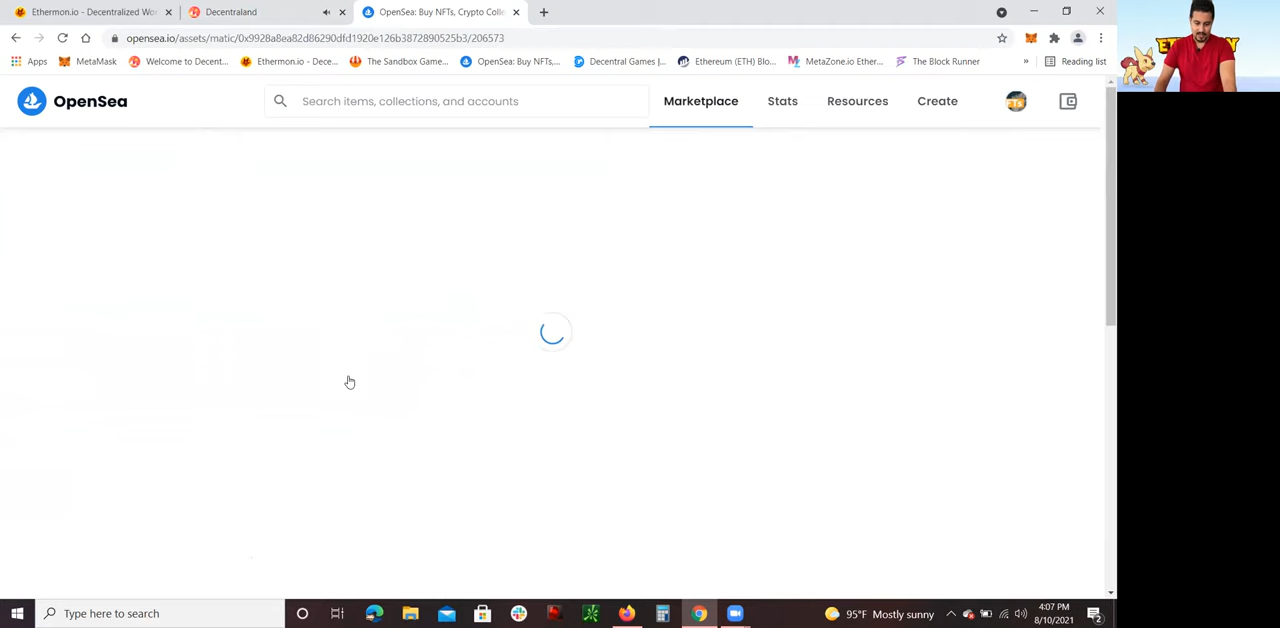 Ethermon.io - Decentralized Wo
Decentraland
OpenSea: Buy NFTs, Crypto Colle
opensea.io/assets/matic/0x9928a8ea82d86290dfd1920e126b3872890525b3/206573
Apps
MetaMask
Welcome to Decent...
Ethermon.io - Dece...
The Sandbox Game...
OpenSea: Buy NFTs,...
Decentral Games |...
Ethereum (ETH) Blo...
MetaZone.io Ether...
The Block Runner
»
Reading list
OpenSea
Search items, collections, and accounts
Marketplace
Stats
Resources
Create
Type here to search
95°F Mostly sunny
4:07 PM
8/10/2021
2